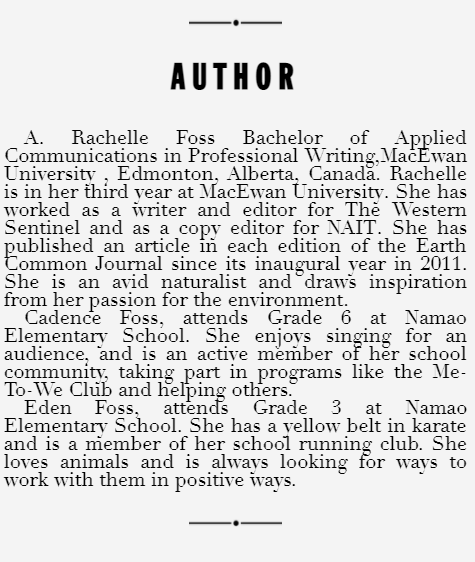 AUTHOR
A. Rachelle Foss Bachelor of Applied
Communications in Professional Writing,MacEwan
University , Edmonton, Alberta, Canada. Rachelle
is in her third year at MacEwan University. She has
worked as a writer and editor for The Western
Sentinel and as a copy editor for NAIT. She has
published an article in each edition of the Earth
Common Journal since its inaugural year in 2011.
She is an avid naturalist and draws inspiration
from her passion for the environment.
Cadence Foss, attends Grade 6 at Namao
Elementary School. She enjoys singing for an
audience, and is an active member of her school
community, taking part in programs like the Me-
To-We Club and helping others.
Eden Foss, attends Grade 3 at Namao
Elementary School. She has a yellow belt in karate
and is a member of her school running club. She
loves animals and is always looking for ways to
work with them in positive ways.